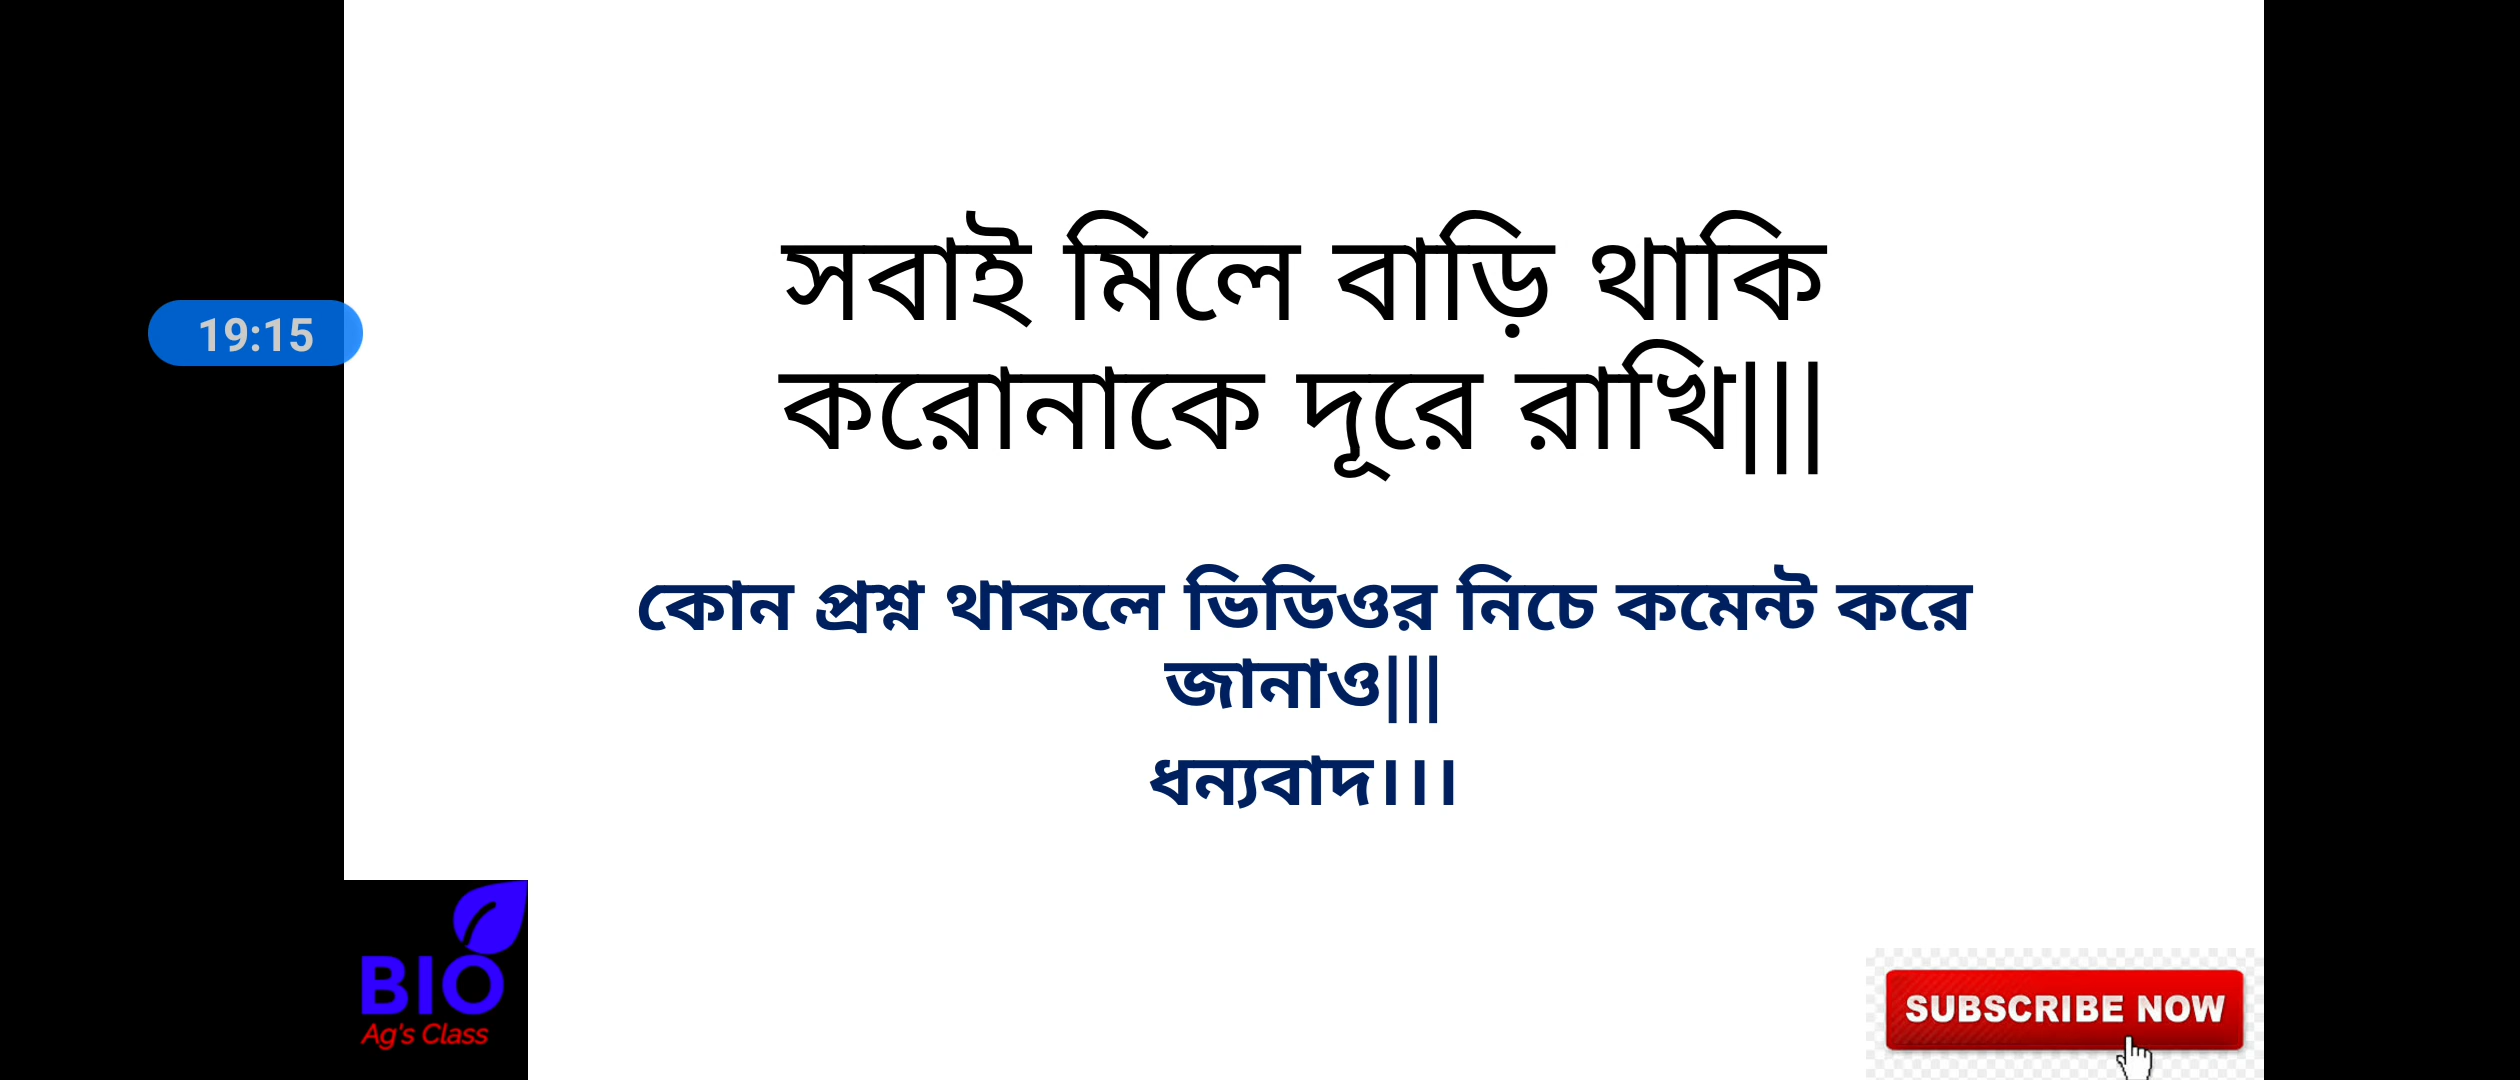 সবাই মিলে বাড়ি থাকি
19:15
করোনাকে দূরে রাখি|||
কোন প্রশ্ন থাকলে ভিডিওর নিচে কমেন্ট করে
জানাও|||
ধন্যবাদ।।।
BIO
Ag's Class
SUBSCRIBE NOW